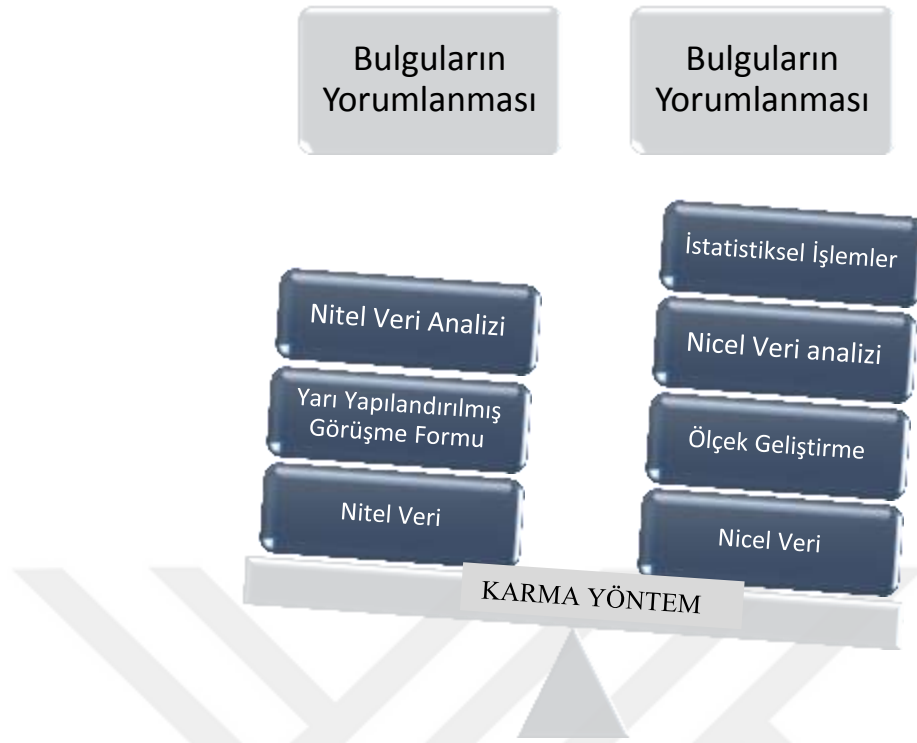 Bulguların
Yorumlanması
Bulguların
Yorumlanması
İstatistiksel İşlemler
Nitel Veri Analizi
Nicel Veri analizi
Yarı Yapılandırılmış
Görüşme Formu
Ölçek Geliştirme
Nitel Veri
Nicel Veri
KARMA YÖNTEM